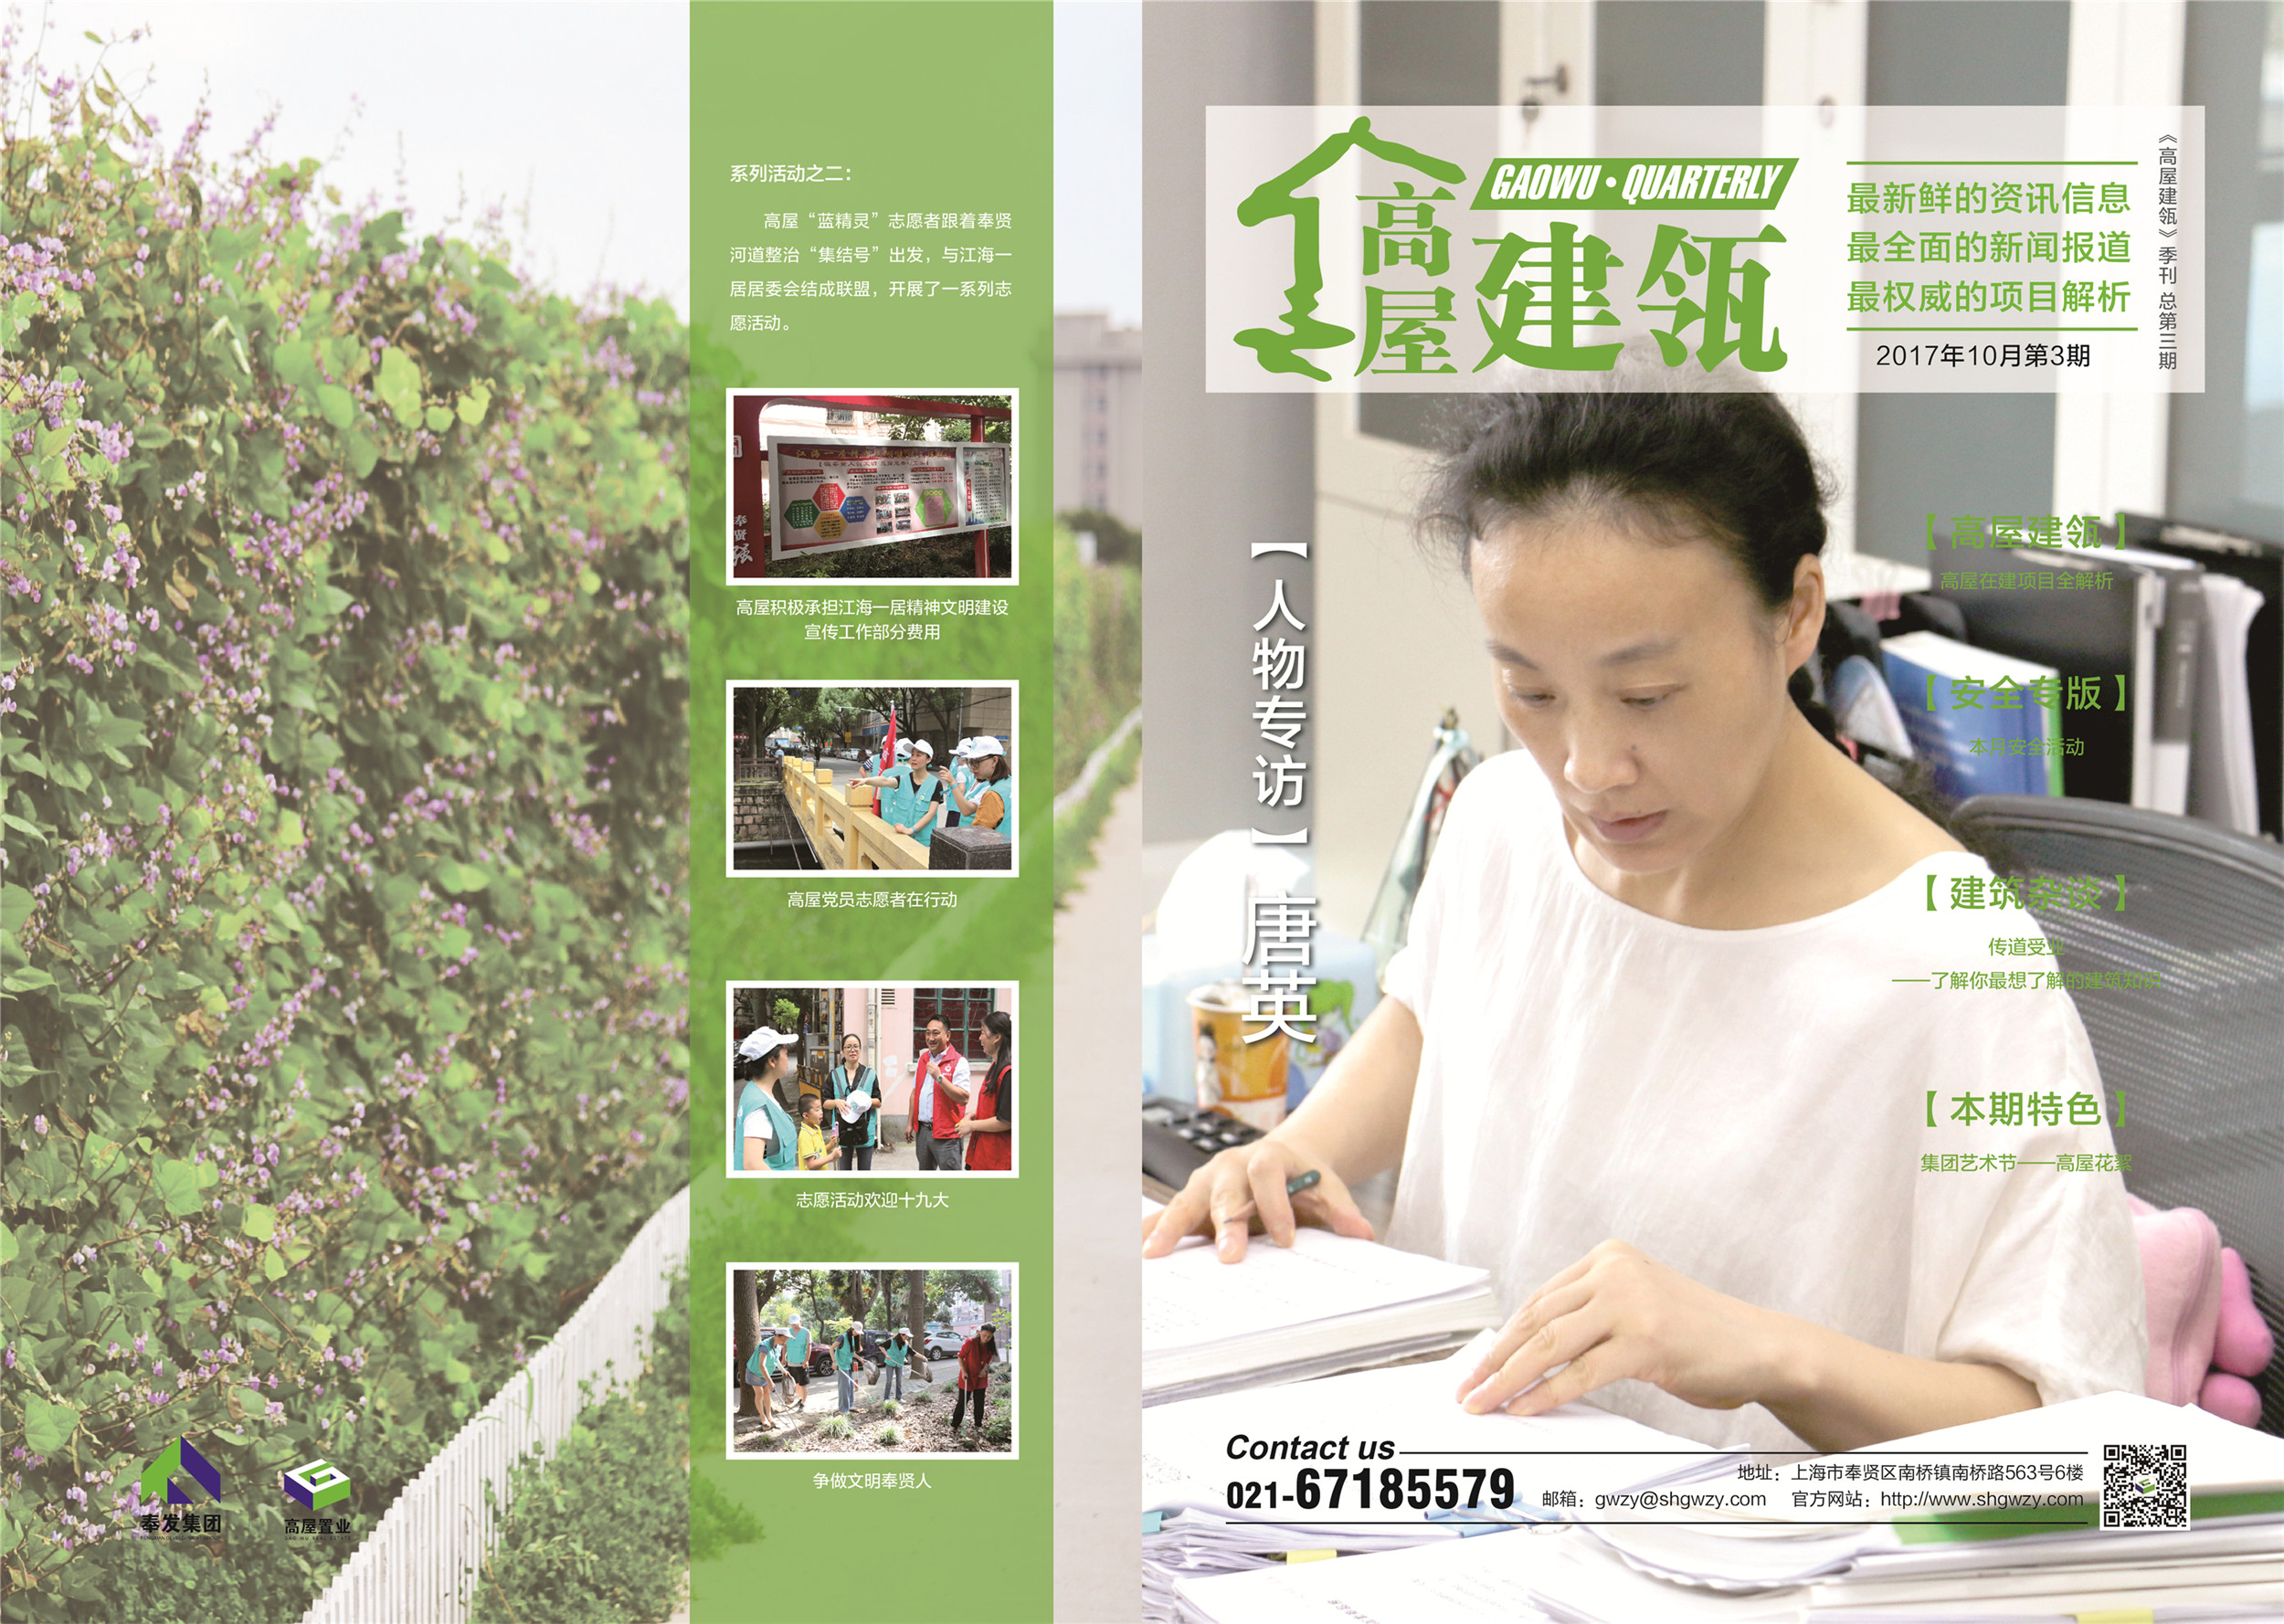 系列活动之二：
高屋“蓝精灵”志愿者跟着奉贤
河道整治“集结号”出发，与江海一
居居委会结成联盟，开展了一系列志
愿活动。
高屋积极承担江海一居精神文明建设
宣传工作部分费用
高屋党员志愿者在行动
志愿活动欢迎十九大
争做文明奉贤人
奉发集团
高屋置业
高屋建瓴
GAOWU·QUARTERLY
最新鲜的资讯信息
最全面的新闻报道
最权威的项目解析
2017年10月第3期
《高屋建瓴》季刊 总第三期
【人物专访】唐英
【高屋建瓴】
高屋在建项目全解析
【安全专版】
本月安全活动
【建筑杂谈】
传道受业
——了解你最想了解的建筑知识
【本期特色】
集团艺术节——高屋花絮
Contact us
021-67185579
地址：上海市奉贤区南桥镇南桥路563号6楼
邮箱：gwzy@shgwzy.com 官方网站：http://www.shgwzy.com